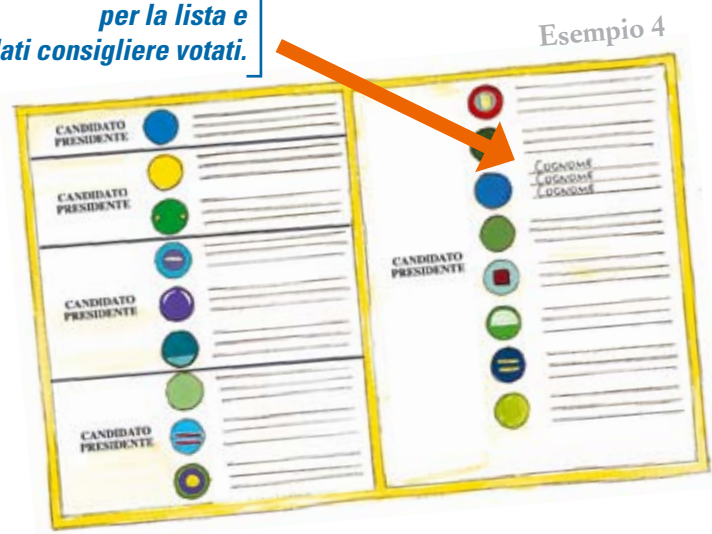 per la lista e
dati consigliere votati.
Esempio 4
CANDIDATO
PRESIDENTE
CANDIDATO
PRESIDENTE
CANDIDATO
PRESIDENTE
CANDIDATO
PRESIDENTE
COGNOME
COGNOME
COGNOME
CANDIDATO
PRESIDENTE